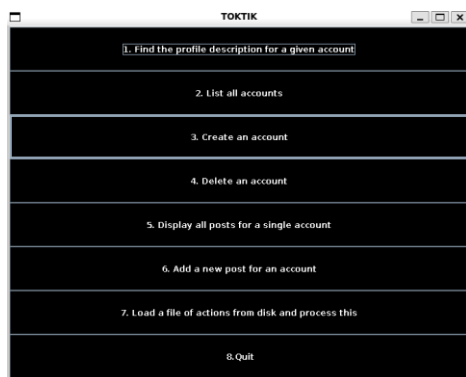 TOKTIK
1. Find the profile description for a given account
2. List all accounts
3. Create an account
4. Delete an account
5. Display all posts for a single account
6. Add a new post for an account
7. Load a file of actions from disk and process this
8.Quit